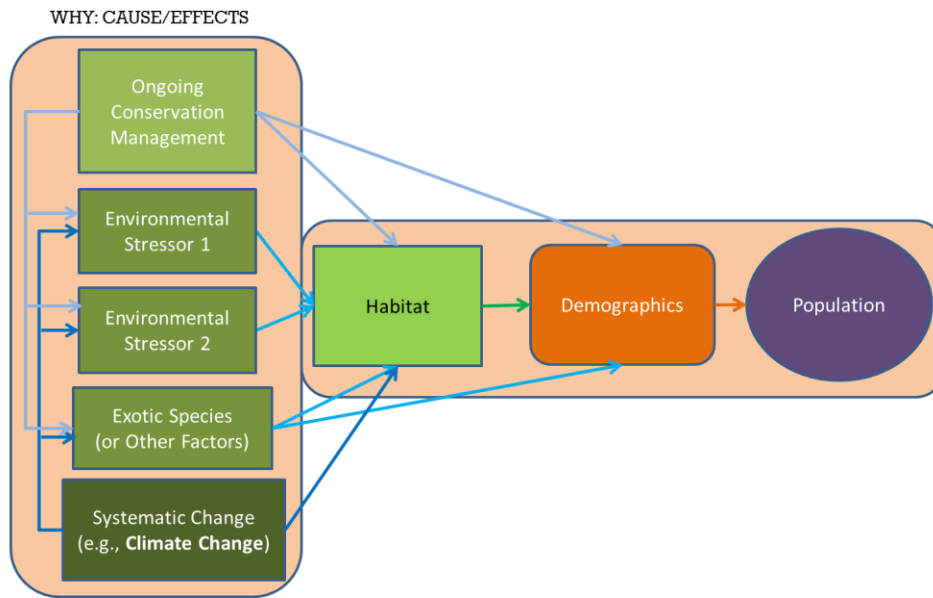 WHY: CAUSE/EFFECTS
Ongoing
Conservation
Management
Environmental
Stressor 1
Environmental
Stressor 2
Exotic Species
(or Other Factors)
Systematic Change
(e.g., Climate Change)
Habitat
Demographics
Population